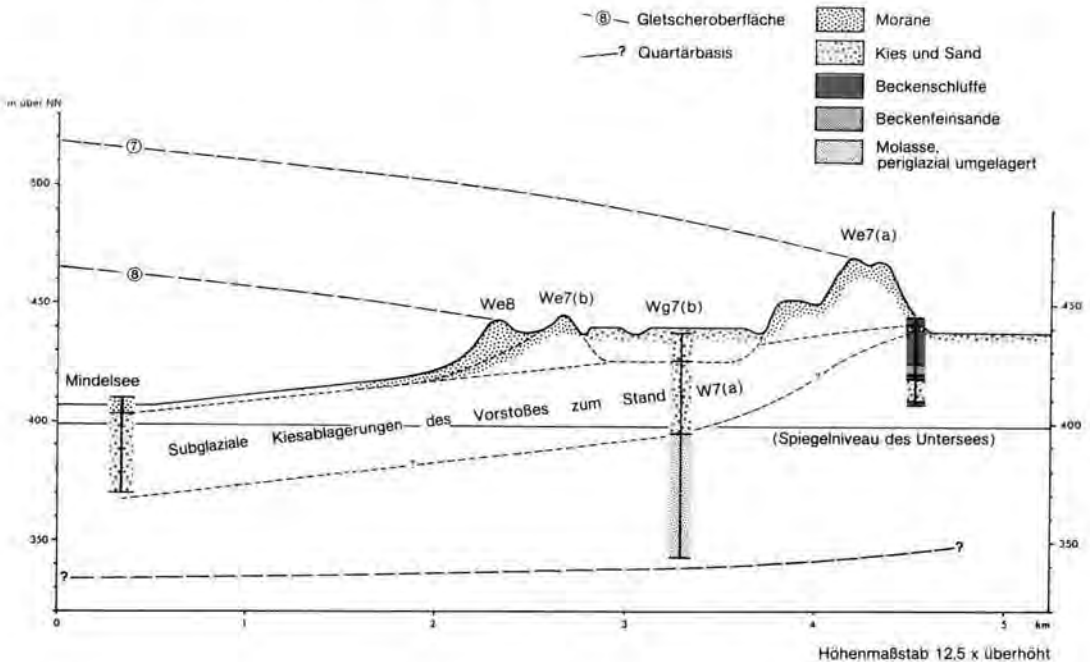 ⑧ Gletscheroberfläche
? Quartärbasis
Moräne
Kies und Sand
Beckenschluffe
Beckenfeinsande
Molasse,
periglazial umgelagert
m über NN
500
450
400
350
⑦
⑧
We8
We7(b)
Wg7(b)
We7(a)
Mindelsee
Subglaziale Kiesablagerungen des Vorstoßes zum Stand W7(a)
(Spiegelniveau des Untersees)
450
400
350
?
?
?
0
1
2
3
4
5
km
Höhenmaßstab 12,5 x überhöht